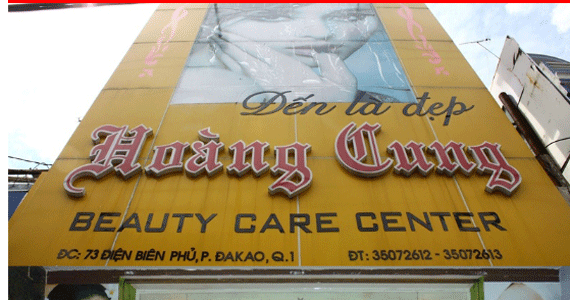 Đến là đẹp
Hoàng Cung
BEAUTY CARE CENTER
ĐC: 73 ĐIỆN BIÊN PHỦ, P. ĐAKAO, Q.1 ĐT: 35072612 - 35072613